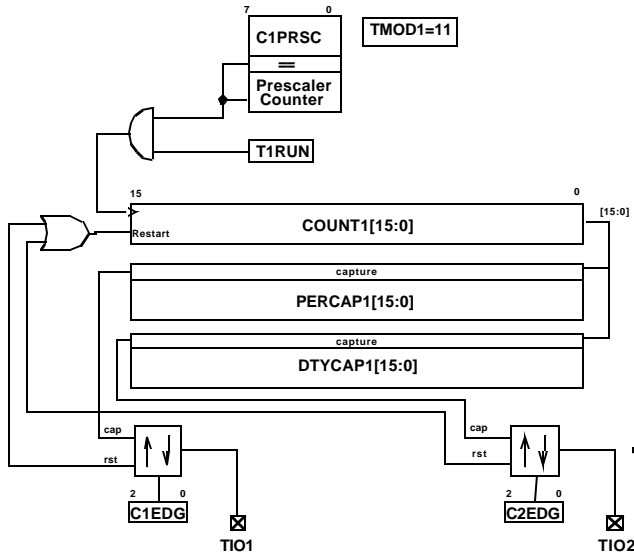 7 0
C1PRSC
TMOD1=11
==
Prescaler
Counter
T1RUN
15 0
[15:0]
COUNT1[15:0]
Restart
capture
PERCAP1[15:0]
capture
DTYCAP1[15:0]
cap
cap
rst
rst
2 0
2 0
C1EDG
C2EDG
TIO1
TIO2